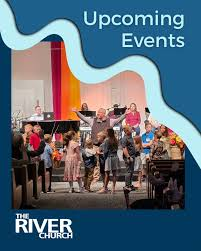 Upcoming
Events
THE
RIVER
CHURCH